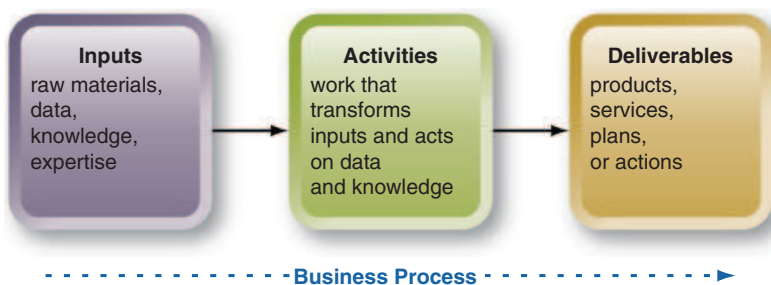 Inputs
raw materials,
data,
knowledge,
expertise
Activities
work that
transforms
inputs and acts
on data
and knowledge
Deliverables
products,
services,
plans,
or actions
Business Process